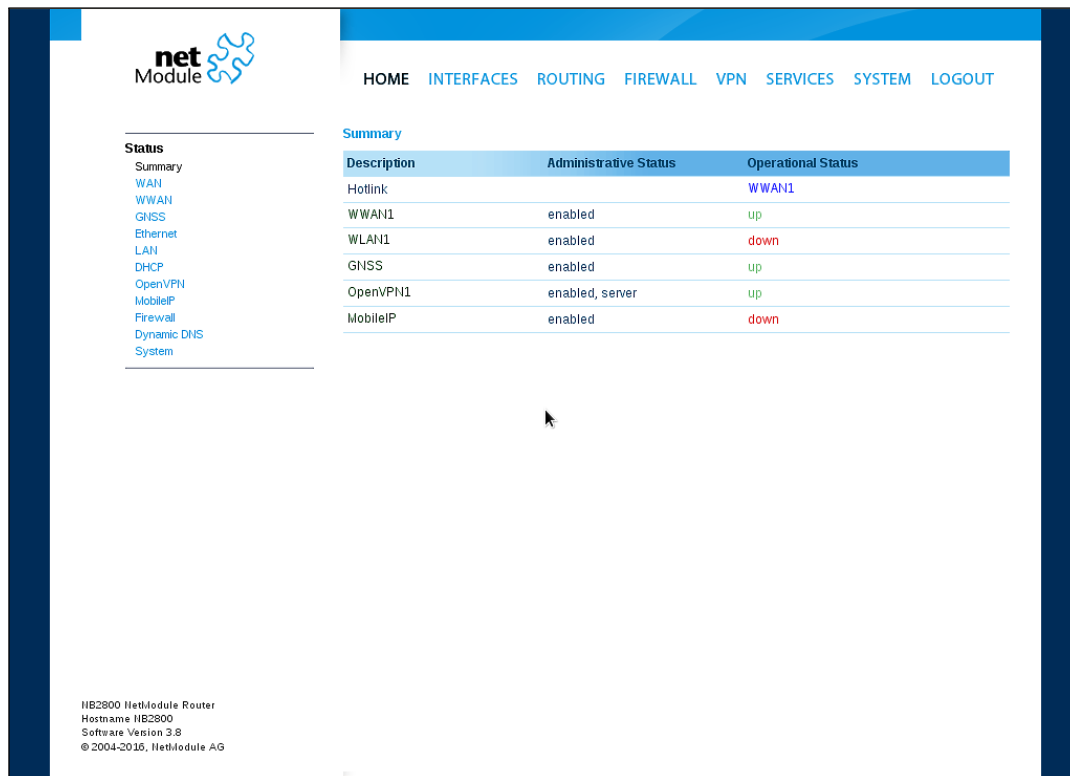 net
Module
HOME INTERFACES ROUTING FIREWALL VPN SERVICES SYSTEM LOGOUT
Status
Summary
WAN
WWAN
GNSS
Ethernet
LAN
DHCP
OpenVPN
MobileIP
Firewall
Dynamic DNS
System
Summary
Description Administrative Status Operational Status
Hotlink WWAN1
WWAN1 enabled up
WLAN1 enabled down
GNSS enabled up
OpenVPN1 enabled, server up
MobileIP enabled down
NB2800 NetModule Router
Hostname NB2800
Software Version 3.8
© 2004-2016, NetModule AG